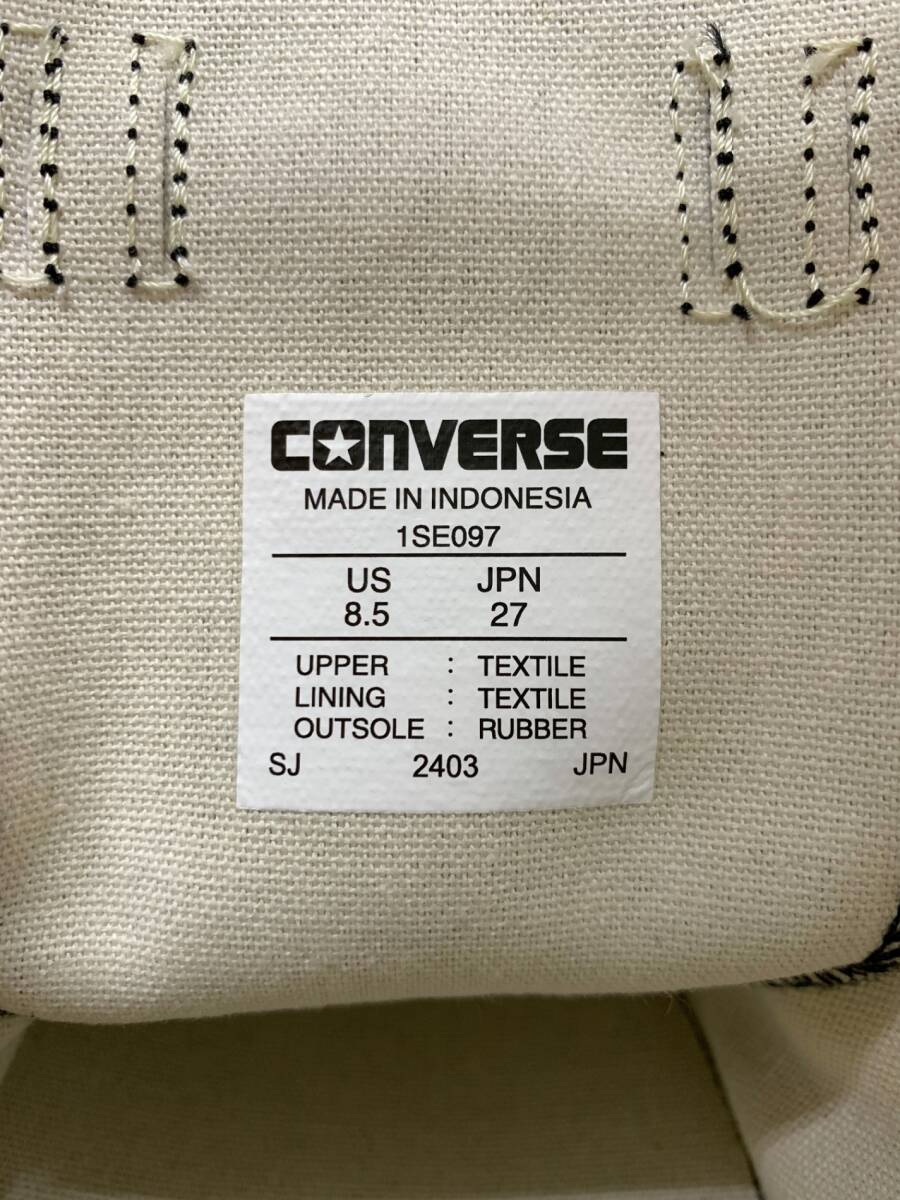 CONVERSE
MADE IN INDONESIA
1SE097
US JPN
8.5 27
UPPER : TEXTILE
LINING : TEXTILE
OUTSOLE : RUBBER
SJ 2403 JPN